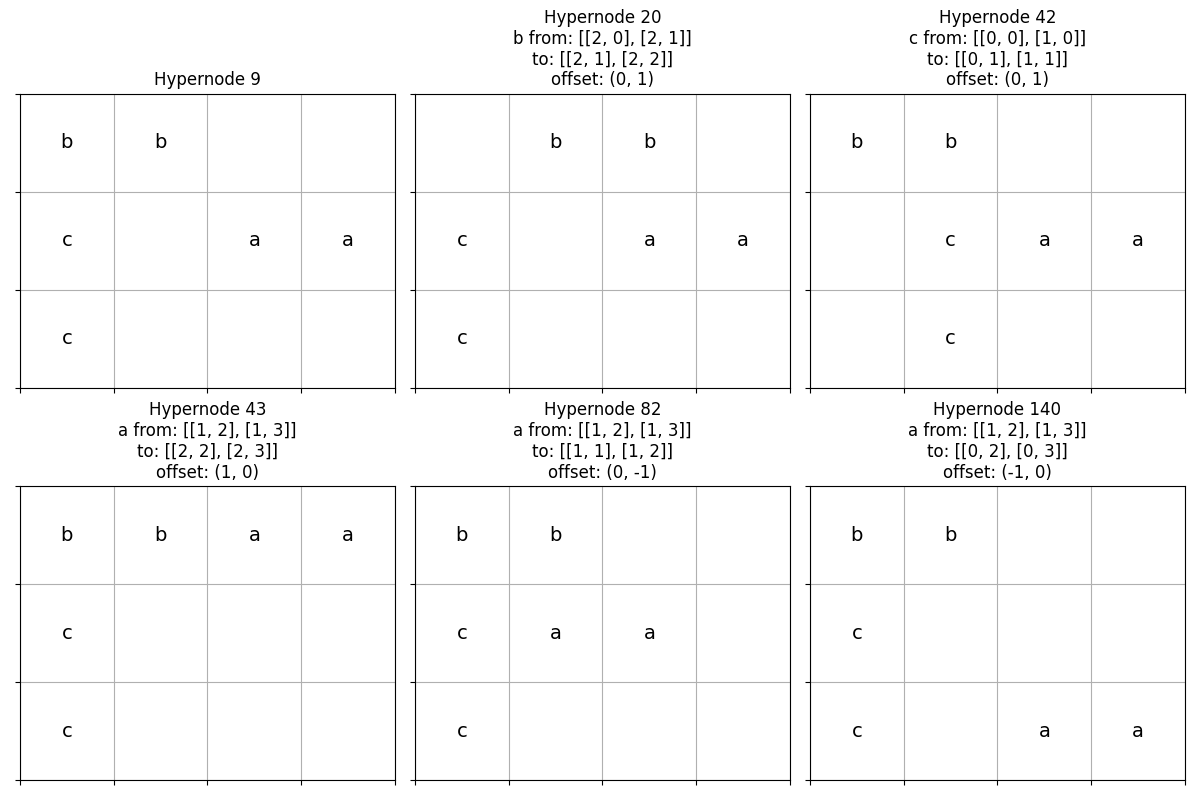 Hypernode 9
b b
c a a
c
Hypernode 20
b from: [[2, 0], [2, 1]]
to: [[2, 1], [2, 2]]
offset: (0, 1)
b b
c a a
c
Hypernode 42
c from: [[0, 0], [1, 0]]
to: [[0, 1], [1, 1]]
offset: (0, 1)
b b
c a a
c
Hypernode 43
a from: [[1, 2], [1, 3]]
to: [[2, 2], [2, 3]]
offset: (1, 0)
b b a a
c
c
Hypernode 82
a from: [[1, 2], [1, 3]]
to: [[1, 1], [1, 2]]
offset: (0, -1)
b b
c a a
c
Hypernode 140
a from: [[1, 2], [1, 3]]
to: [[0, 2], [0, 3]]
offset: (-1, 0)
b b
c
c a a